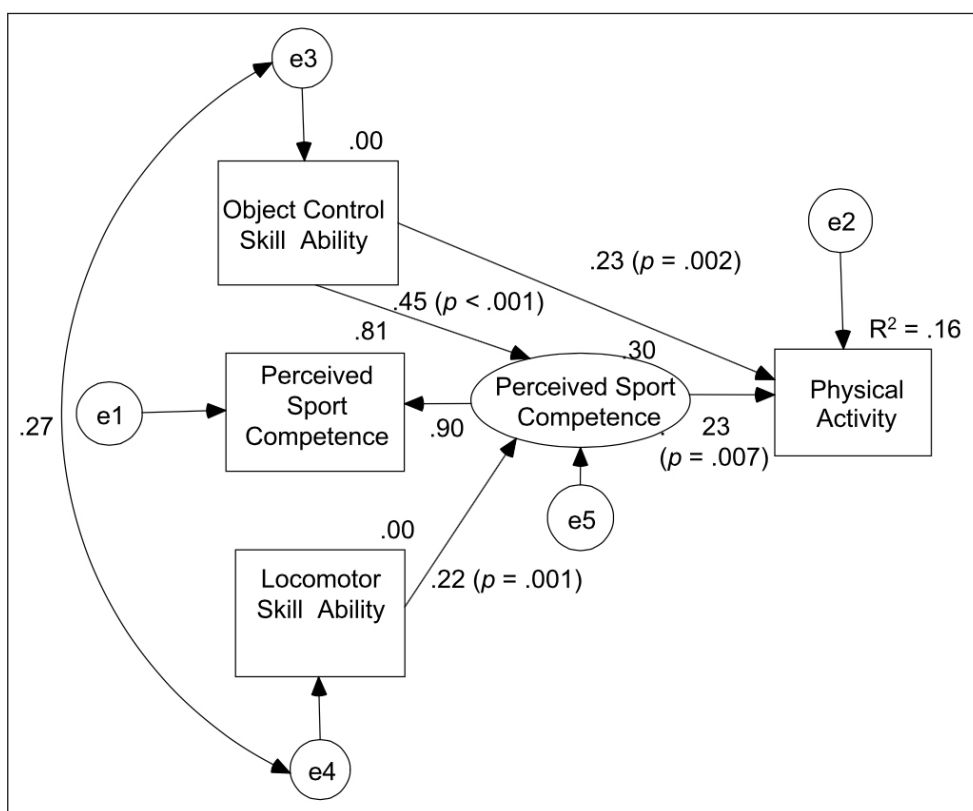 e3
.00
Object Control
Skill Ability
e2
.23 (p = .002)
.45 (p < .001)
R² = .16
.81
.30
Perceived
Sport
Competence
Perceived Sport
Competence
Physical
Activity
e1
.27
.90
. 23
(p = .007)
e5
.00
Locomotor
Skill Ability
.22 (p = .001)
e4